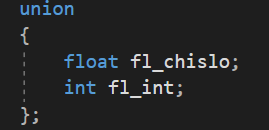 union
{
float fl_chislo;
int fl_int;
};